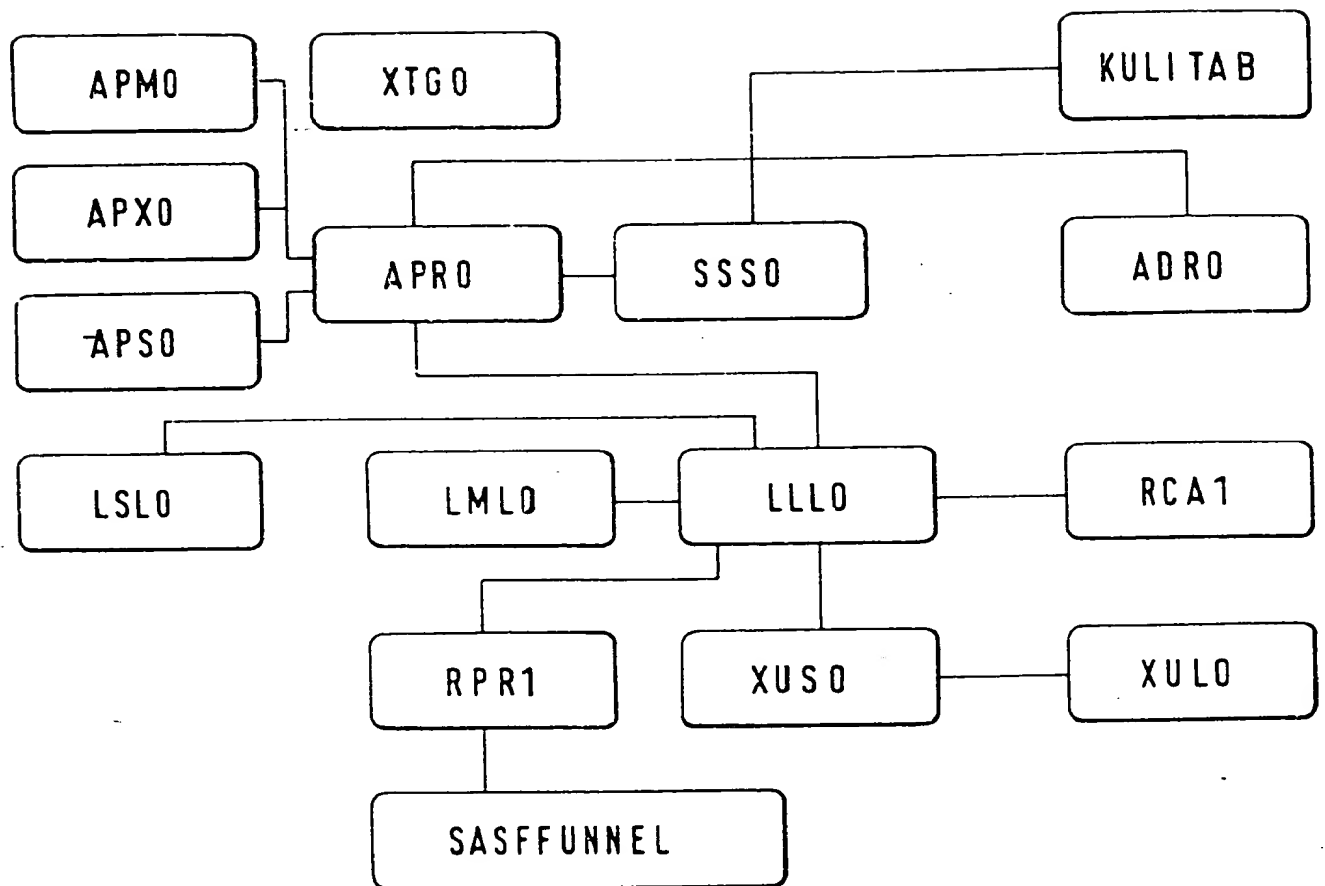 APM0
XTG0
KULITAB
APX0
APR0
SSS0
ADR0
APS0
LSL0
LML0
LLL0
RCA1
RPR1
XUS0
XUL0
SASFFUNNEL